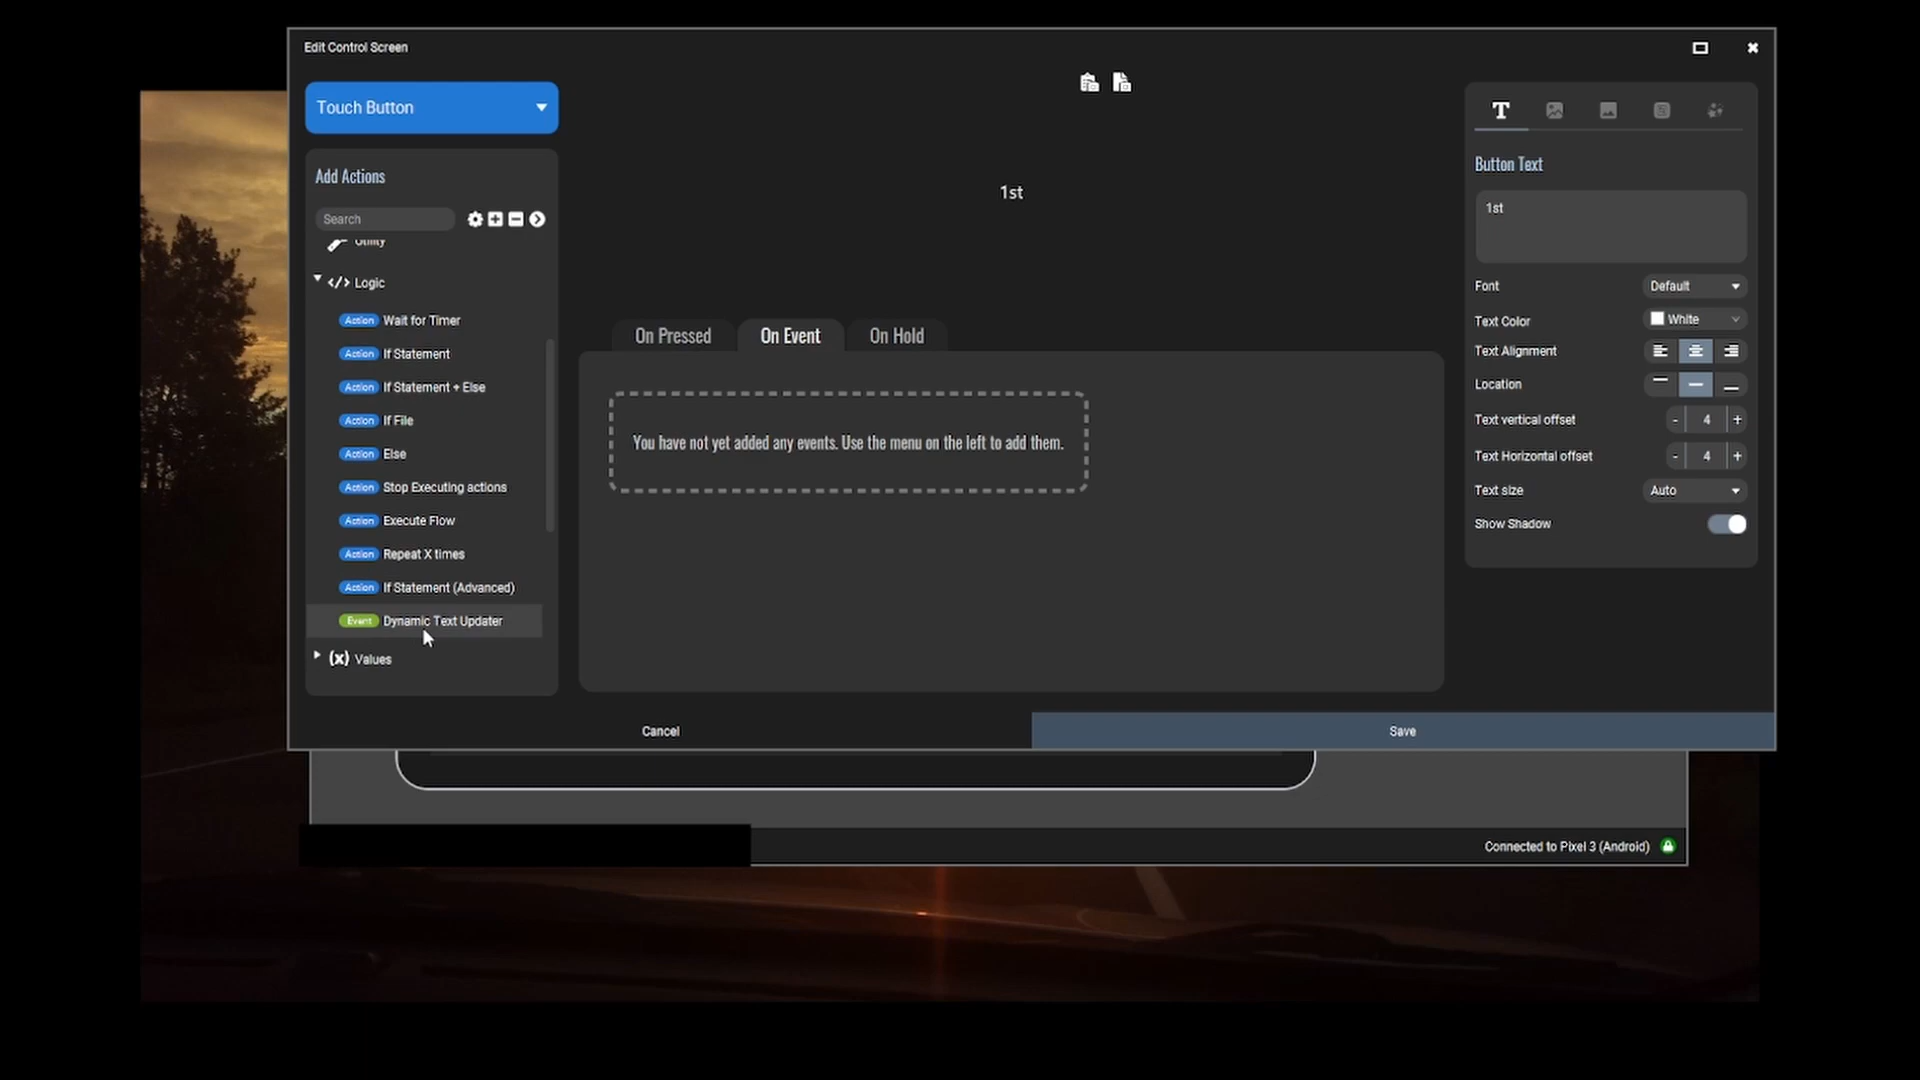 Edit Control Screen
Touch Button
Add Actions
Search
Utility
</> Logic
Action Wait for Timer
Action If Statement
Action If Statement + Else
Action If File
Action Else
Action Stop Executing actions
Action Execute Flow
Action Repeat X times
Action If Statement (Advanced)
Event Dynamic Text Updater
(x) Values
1st
On Pressed On Event On Hold
You have not yet added any events. Use the menu on the left to add them.
T
Button Text
1st
Font Default
Text Color White
Text Alignment
Location
Text vertical offset - 4 +
Text Horizontal offset - 4 +
Text size Auto
Show Shadow
Cancel
Save
Connected to Pixel 3 (Android)